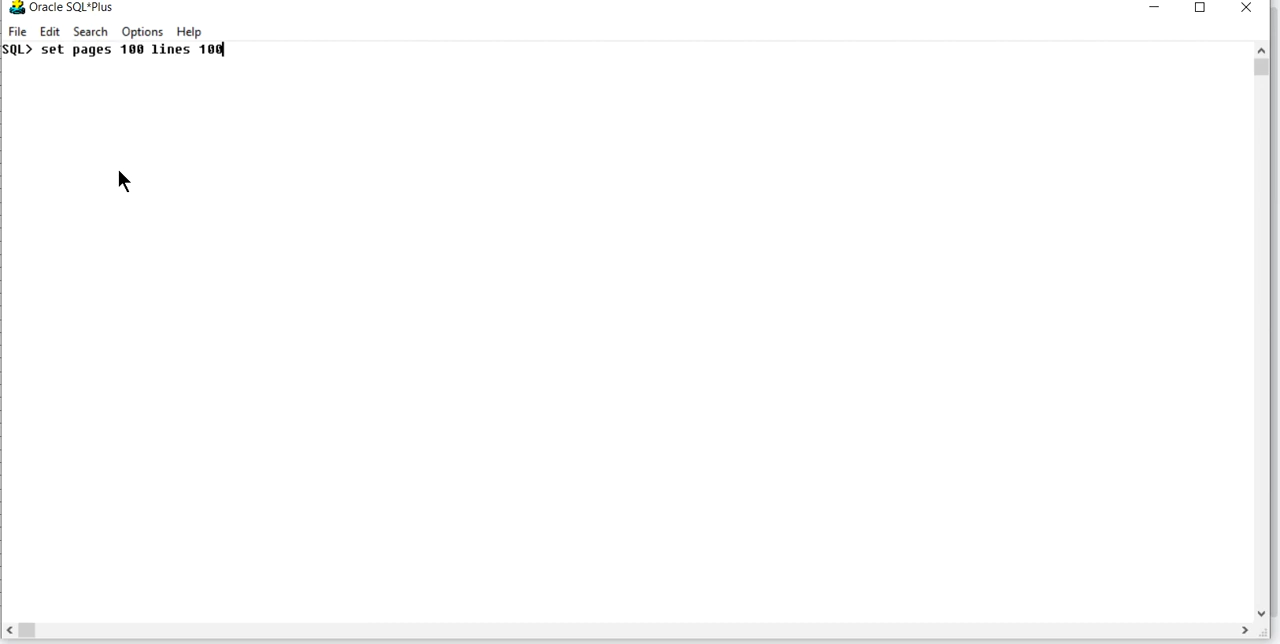 Oracle SQL*Plus
File Edit Search Options Help
SQL> set pages 100 lines 100